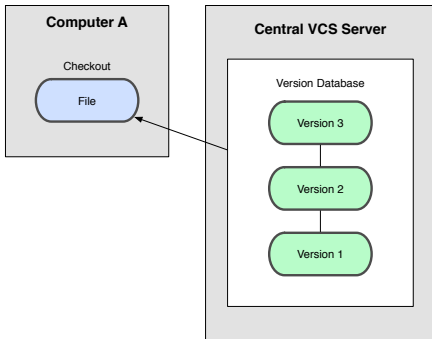 Computer A
Checkout
File
Central VCS Server
Version Database
Version 3
Version 2
Version 1